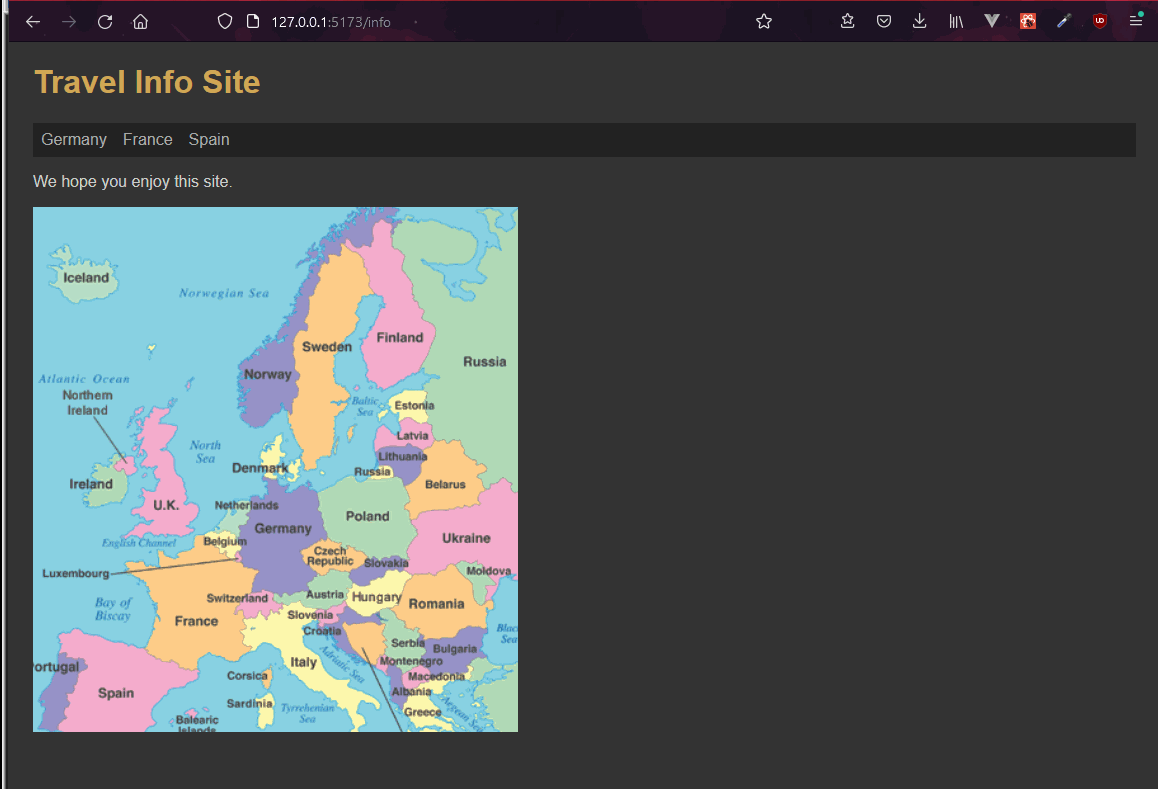 127.0.0.1:5173/info
Travel Info Site
Germany France Spain
We hope you enjoy this site.
Iceland
Norwegian Sea
Finland
Sweden
Russia
Norway
Atlantic Ocean
Northern
Ireland
Baltic
Sea
Estonia
Latvia
North
Sea
Lithuania
Denmark
Russia
Ireland
Belarus
U.K.
Netherlands
Poland
Germany
Ukraine
English Channel
Belgium
Czech
Republic
Slovakia
Luxembourg
Moldova
Austria
Hungary
Switzerland
Bay of
Biscay
Romania
Slovenia
France
Croatia
Blac
Sea
Serbia
Bulgaria
Adriatic Sea
Italy
Montenegro
ortugal
Corsica
Macedonia
Albania
Spain
Sardinia
Tyrrehenian
Sea
Greece
Aegean Sea
Balearic
Islands